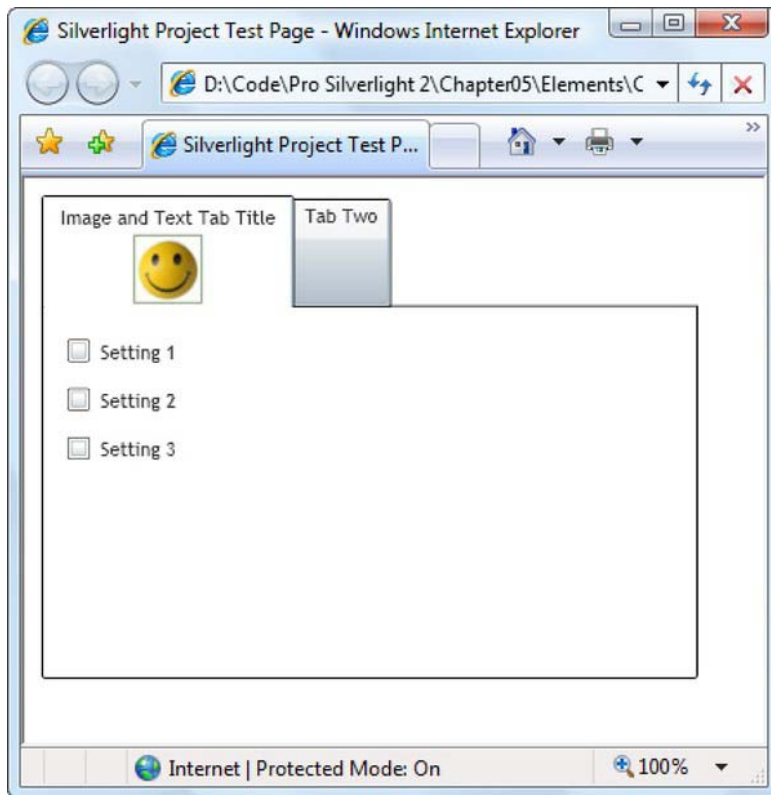 Silverlight Project Test Page - Windows Internet Explorer
D:\Code\Pro Silverlight 2\Chapter05\Elements\C
Silverlight Project Test P...
Image and Text Tab Title
Tab Two
Setting 1
Setting 2
Setting 3
Internet | Protected Mode: On
100%